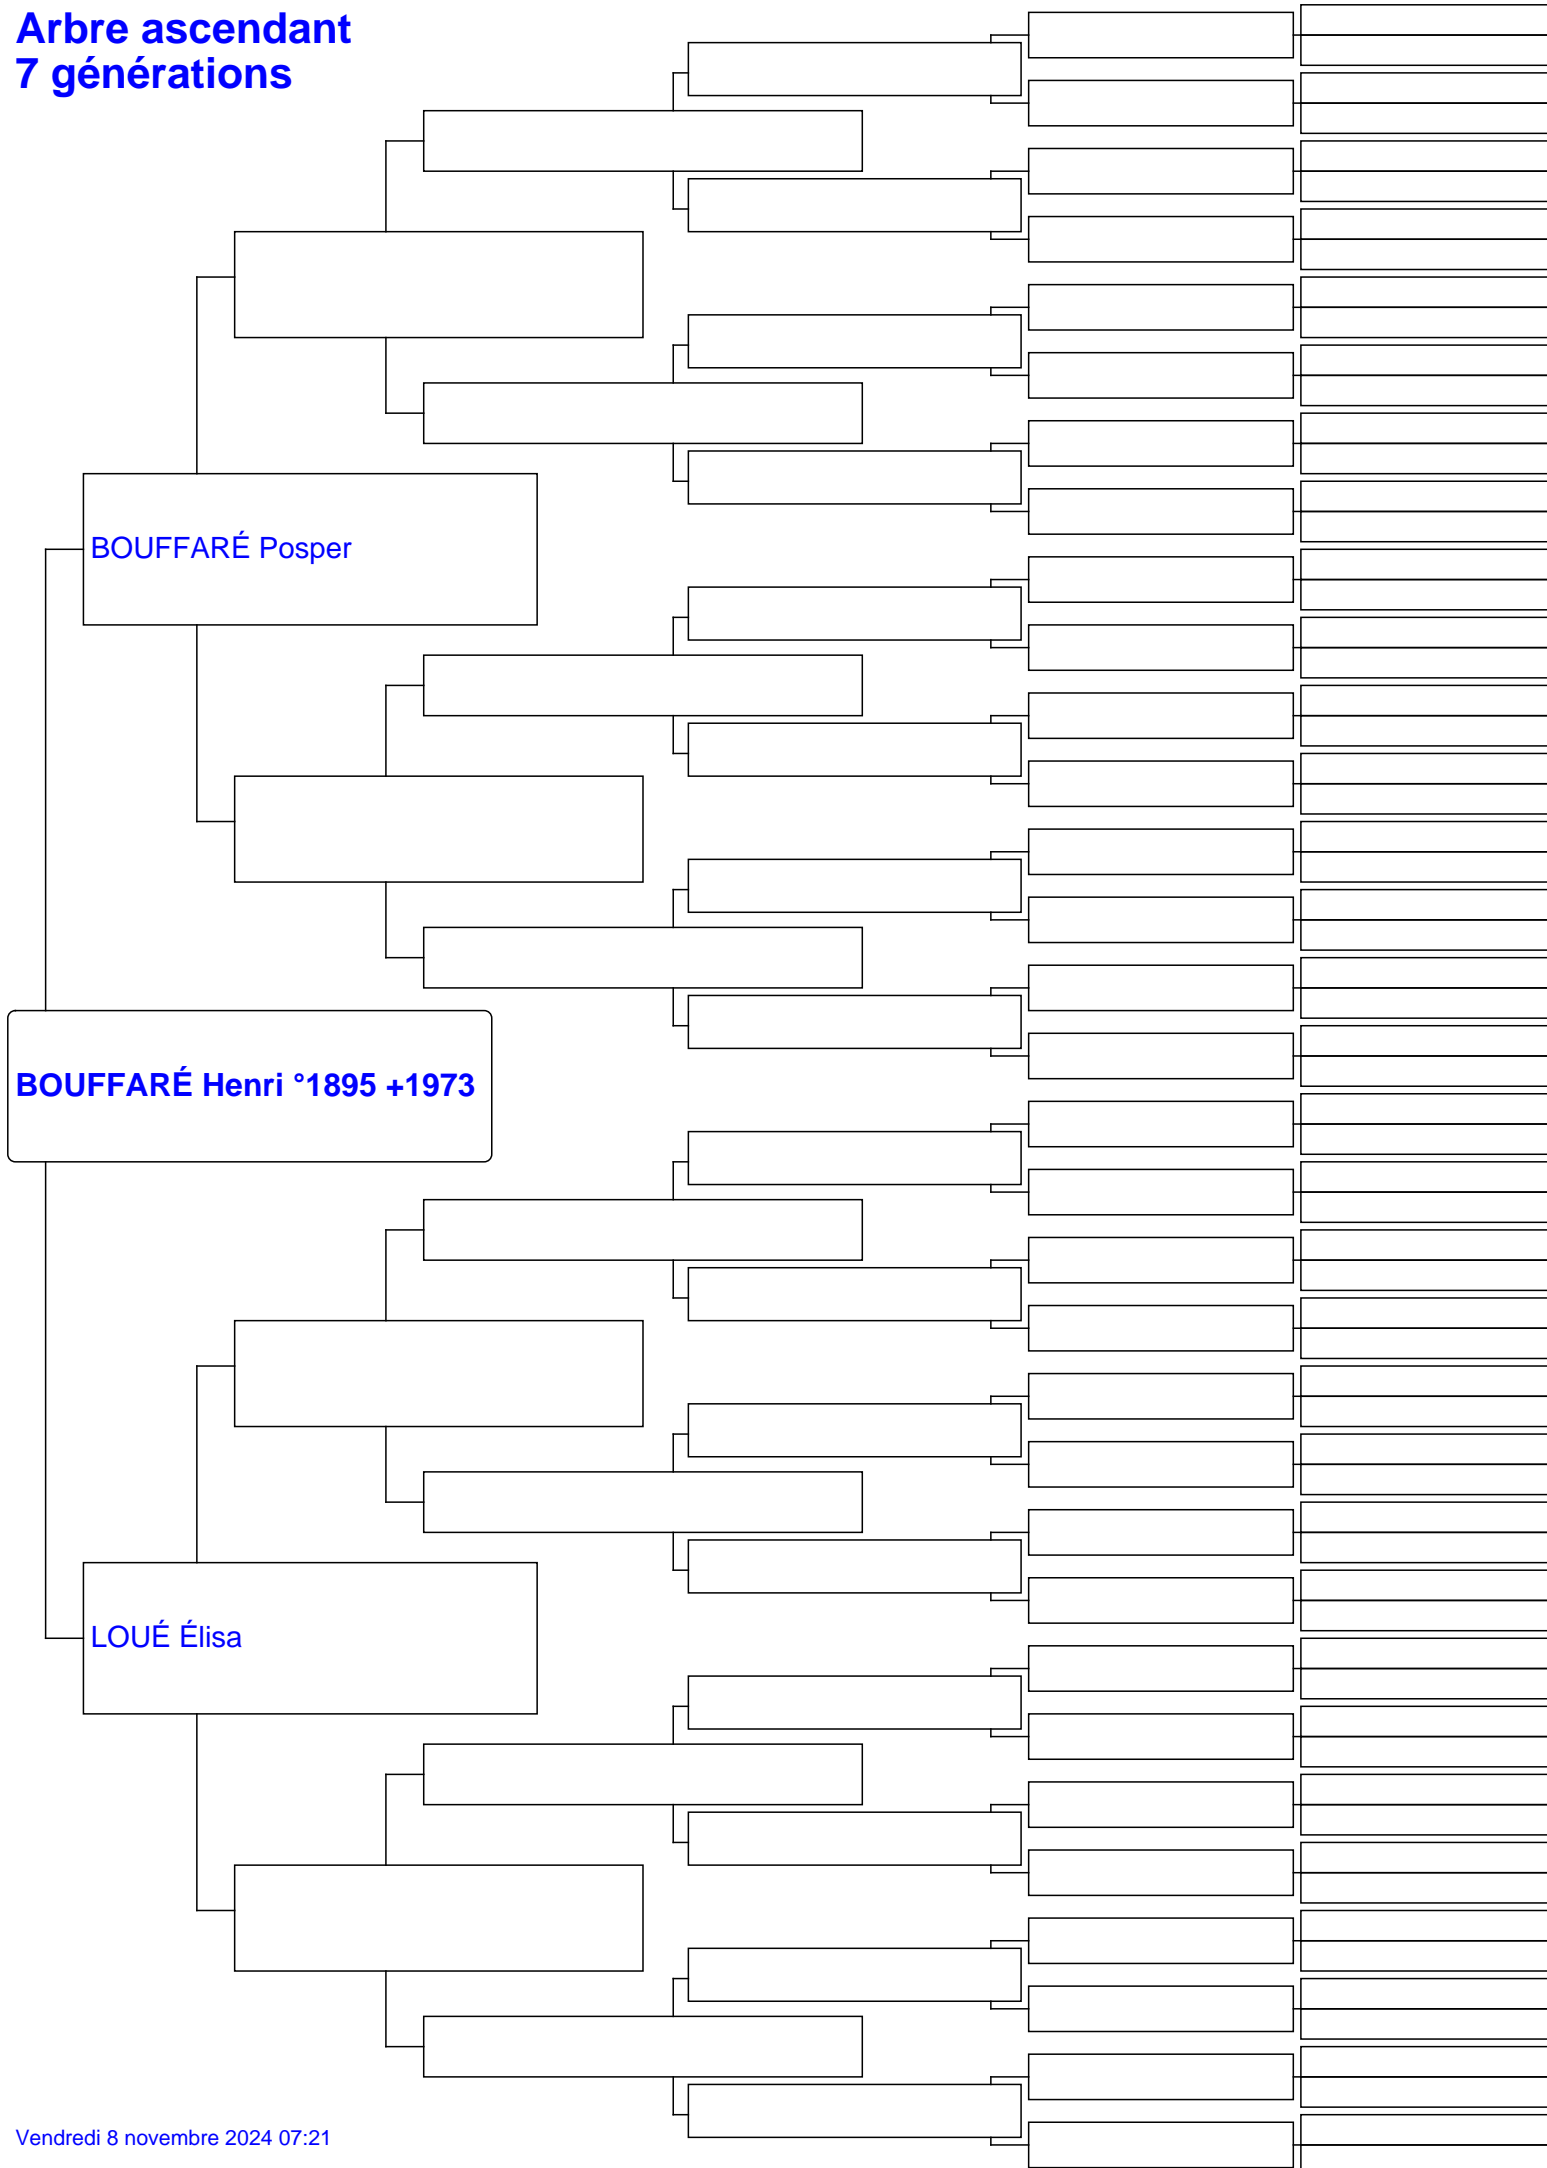 Arbre ascendant
7 générations
BOUFFARÉ Posper
BOUFFARÉ Henri °1895 +1973
LOUÉ Élisa
Vendredi 8 novembre 2024 07:21